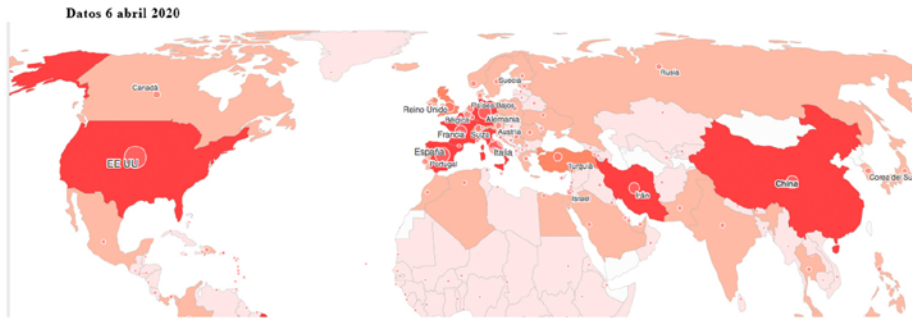 Datos 6 abril 2020
Canadá
EE UU
Suecia
Rusia
Reino Unido
Países Bajos
Bélgica
Alemania
Francia
Suiza
Austria
España
Italia
Portugal
Turquía
Israel
Irán
China
Corea del Su